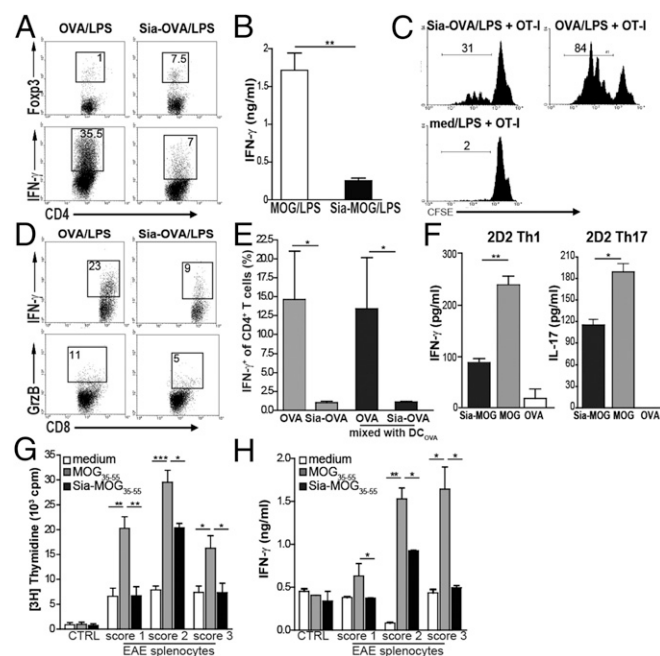 A
OVA/LPS
Sia-OVA/LPS
Foxp3
1
7.5
IFN-γ
35.5
7
CD4
B
**
IFN-γ (ng/ml)
2
1.5
1
0.5
0
MOG/LPS
Sia-MOG/LPS
C
Sia-OVA/LPS + OT-I
OVA/LPS + OT-I
31
84
med/LPS + OT-I
2
CFSE
D
OVA/LPS
Sia-OVA/LPS
IFN-γ
23
9
GrzB
11
5
CD8
E
IFN-γ⁺ of CD4⁺ T cells (%)
22.5
20.0
17.5
15.0
12.5
10.0
7.5
5.0
2.5
0.0
*
*
OVA Sia-OVA OVA Sia-OVA
mixed with DC OVA
F
2D2 Th1
2D2 Th17
IFN-γ (pg/ml)
300
200
100
0
**
Sia-MOG MOG OVA
IL-17 (pg/ml)
210
180
150
120
90
60
30
0
*
Sia-MOG MOG OVA
G
medium
MOG35-55
Sia-MOG35-55
[3H] Thymidine (10³ cpm)
35
30
25
20
15
10
5
0
** **
*** *
* *
CTRL score 1 score 2 score 3
EAE splenocytes
H
medium
MOG35-55
Sia-MOG35-55
IFN-γ (ng/ml)
2.0
1.5
1.0
0.5
0.0
*
** *
* *
CTRL score 1 score 2 score 3
EAE splenocytes